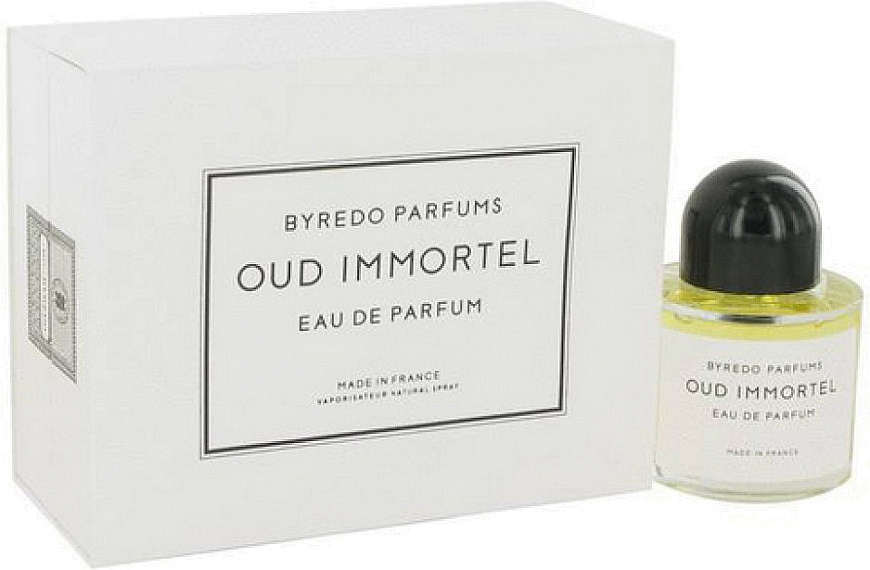 BYREDO PARFUMS
OUD IMMORTEL
EAU DE PARFUM
MADE IN FRANCE
VAPORISATEUR NATURAL SPRAY
BYREDO PARFUMS
OUD IMMORTEL
EAU DE PARFUM
MADE IN FRANCE